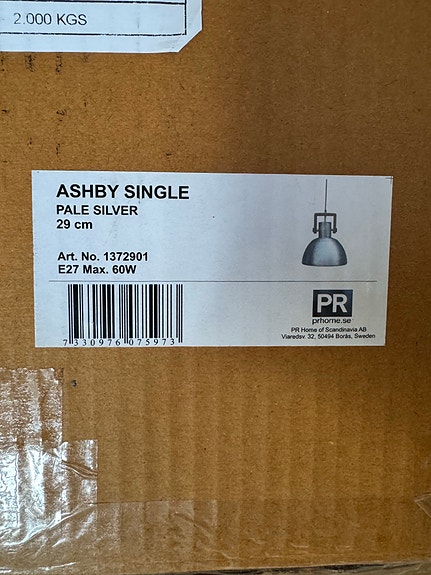 2.000 KGS
ASHBY SINGLE
PALE SILVER
29 cm
Art. No. 1372901
E27 Max. 60W
7 330976 075973
PR
prhome.se
PR Home of Scandinavia AB
Viaredsv. 32, 50494 Borås, Sweden